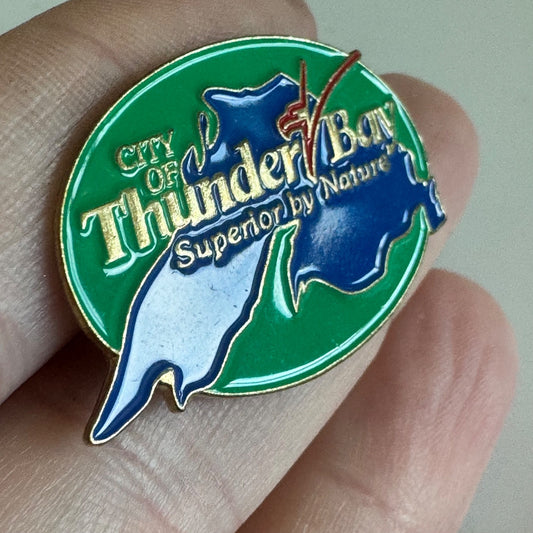 CITY
OF
Thunder Bay
Superior by Nature